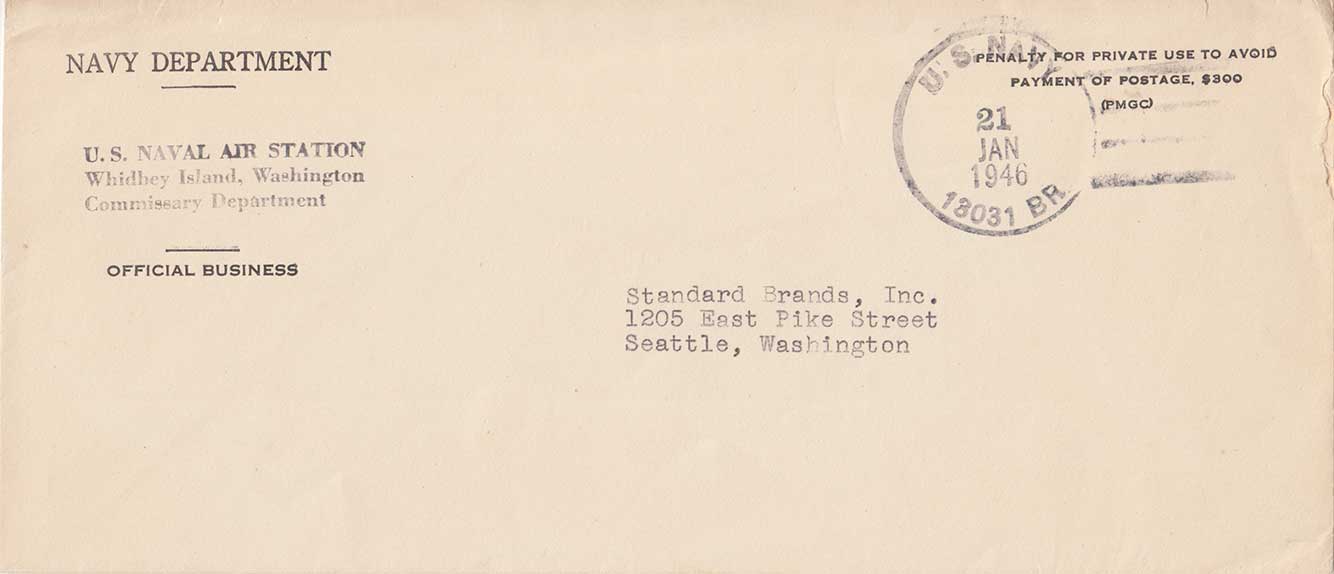 NAVY DEPARTMENT
U. S. NAVAL AIR STATION
Whidbey Island, Washington
Commissary Department
OFFICIAL BUSINESS
U. S. NAVY
21
JAN
1946
13031 BR.
PENALTY FOR PRIVATE USE TO AVOID
PAYMENT OF POSTAGE, $300
(PMGC)
Standard Brands, Inc.
1205 East Pike Street
Seattle, Washington